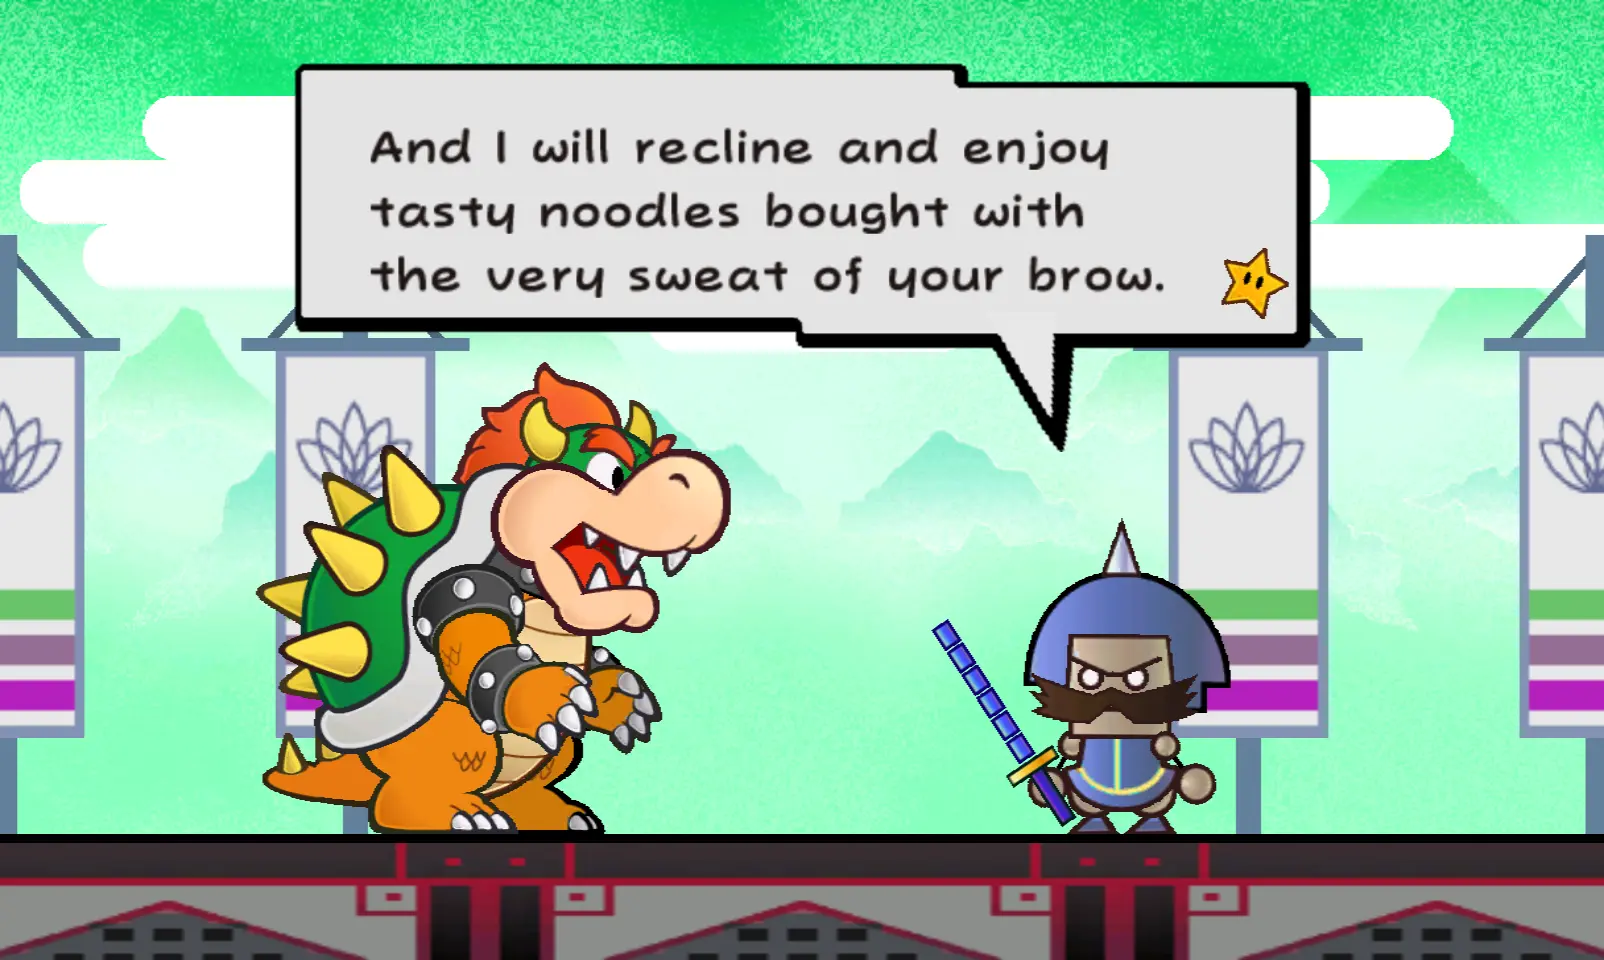 And I will recline and enjoy
tasty noodles bought with
the very sweat of your brow.